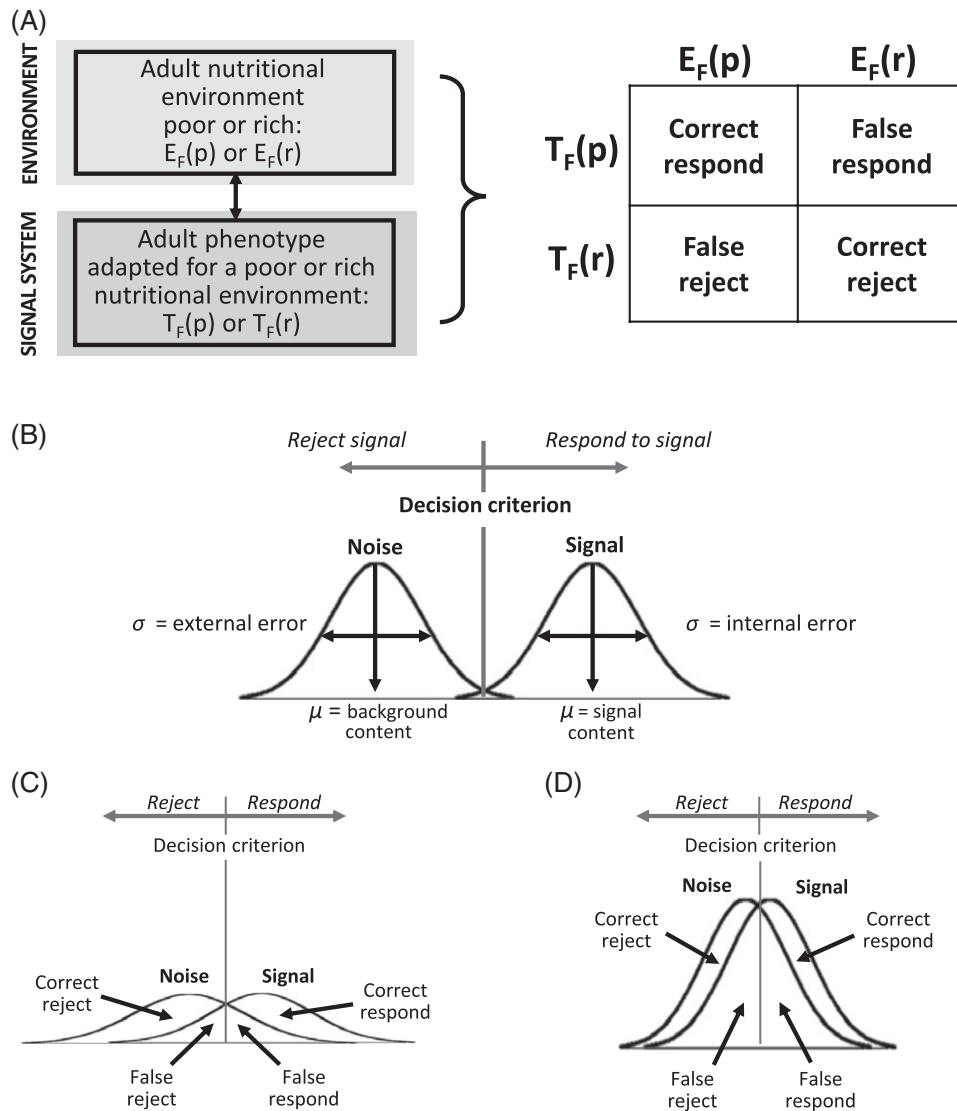 (A)
ENVIRONMENT
Adult nutritional
environment
poor or rich:
E_F(p) or E_F(r)
SIGNAL SYSTEM
Adult phenotype
adapted for a poor or rich
nutritional environment:
T_F(p) or T_F(r)
E_F(p) E_F(r)
T_F(p) Correct respond False respond
T_F(r) False reject Correct reject
(B)
Reject signal Respond to signal
Decision criterion
Noise Signal
σ = external error σ = internal error
μ = background content μ = signal content
(C)
Reject Respond
Decision criterion
Noise Signal
Correct reject Correct respond
False reject False respond
(D)
Reject Respond
Decision criterion
Noise Signal
Correct reject Correct respond
False reject False respond